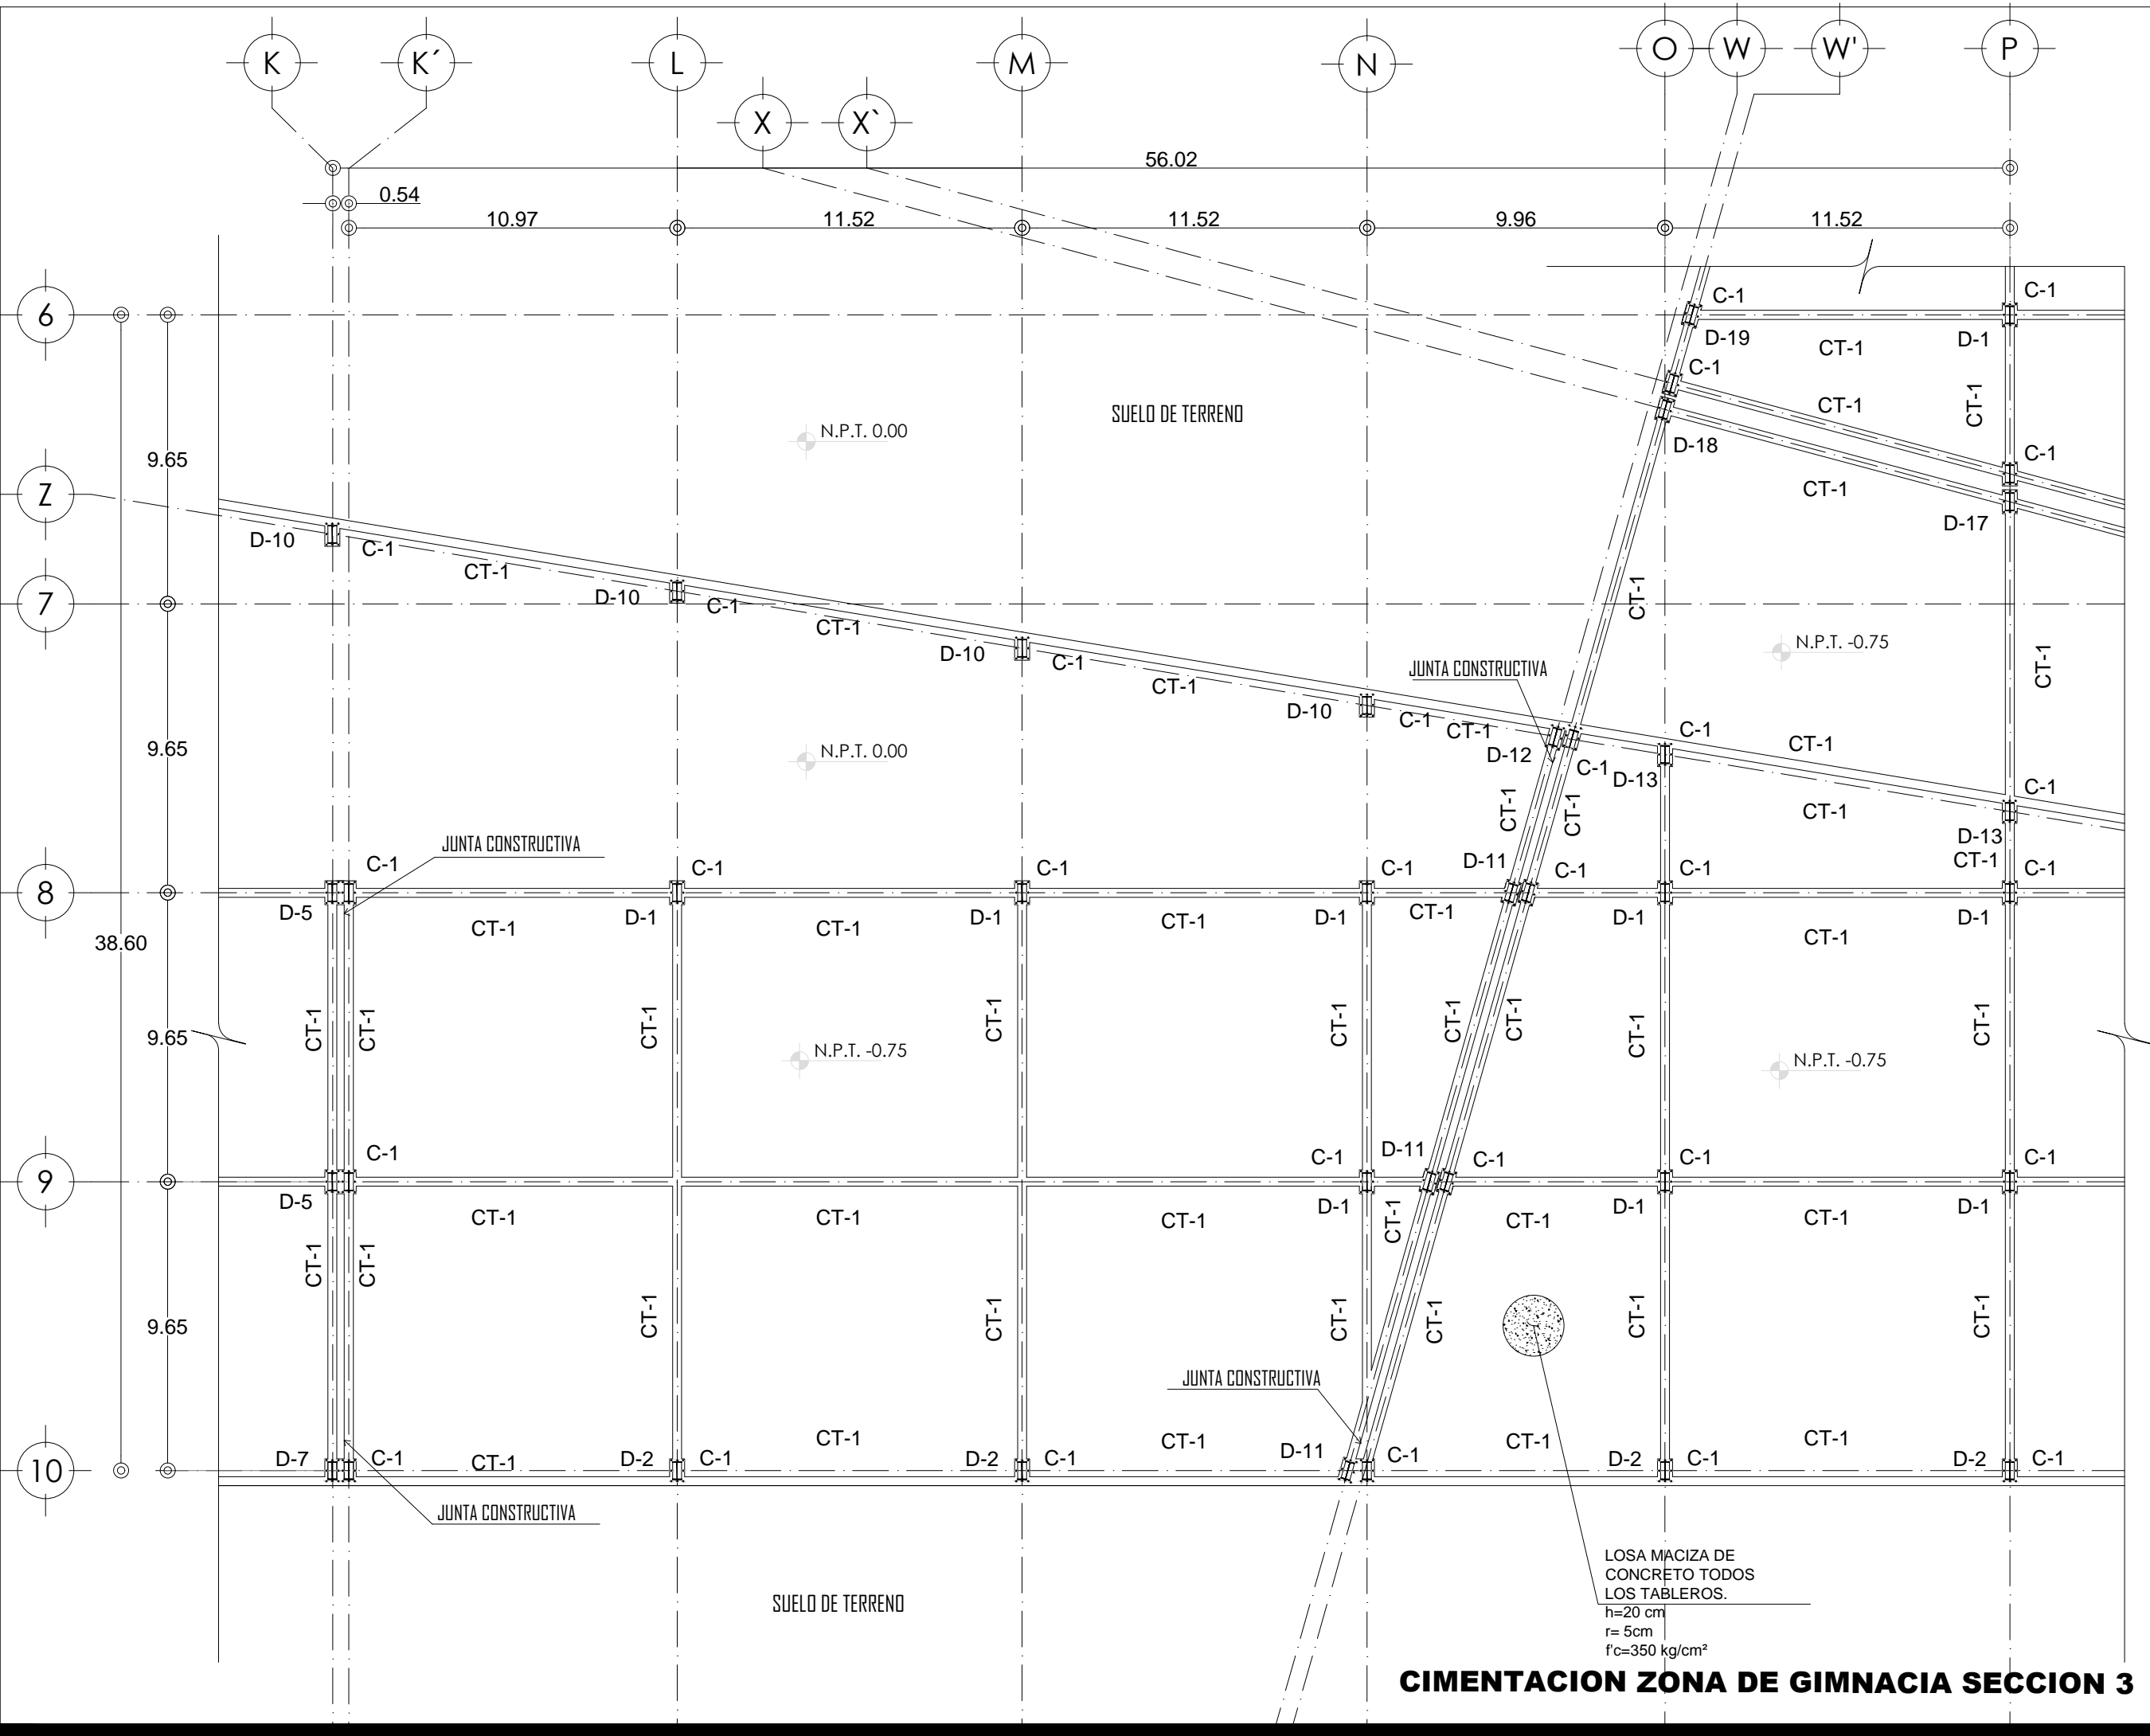 K
K´
L
M
N
O
W
W'
P
X
X`
56.02
0.54
10.97
11.52
11.52
9.96
11.52
6
C-1
C-1
D-19
D-1
CT-1
C-1
CT-1
CT-1
SUELO DE TERRENO
N.P.T. 0.00
D-18
C-1
9.65
Z
CT-1
D-17
D-10
C-1
CT-1
7
D-10
C-1
CT-1
CT-1
N.P.T. -0.75
D-10
C-1
CT-1
JUNTA CONSTRUCTIVA
CT-1
D-10
C-1
CT-1
D-12
C-1
C-1
CT-1
9.65
N.P.T. 0.00
D-13
C-1
CT-1
CT-1
CT-1
D-13
JUNTA CONSTRUCTIVA
C-1
C-1
C-1
C-1
D-11
C-1
C-1
CT-1
C-1
8
D-5
CT-1
D-1
CT-1
D-1
CT-1
D-1
CT-1
D-1
CT-1
D-1
38.60
9.65
CT-1
CT-1
CT-1
CT-1
CT-1
CT-1
CT-1
CT-1
CT-1
N.P.T. -0.75
N.P.T. -0.75
C-1
C-1
D-11
C-1
C-1
C-1
9
D-5
CT-1
CT-1
CT-1
D-1
CT-1
CT-1
D-1
CT-1
D-1
CT-1
CT-1
CT-1
CT-1
CT-1
CT-1
CT-1
CT-1
9.65
JUNTA CONSTRUCTIVA
10
D-7
C-1
CT-1
D-2
C-1
CT-1
D-2
C-1
CT-1
D-11
C-1
CT-1
D-2
C-1
CT-1
D-2
C-1
JUNTA CONSTRUCTIVA
SUELO DE TERRENO
LOSA MACIZA DE
CONCRETO TODOS
LOS TABLEROS.
h=20 cm
r= 5cm
f'c=350 kg/cm²
CIMENTACION ZONA DE GIMNACIA SECCION 3